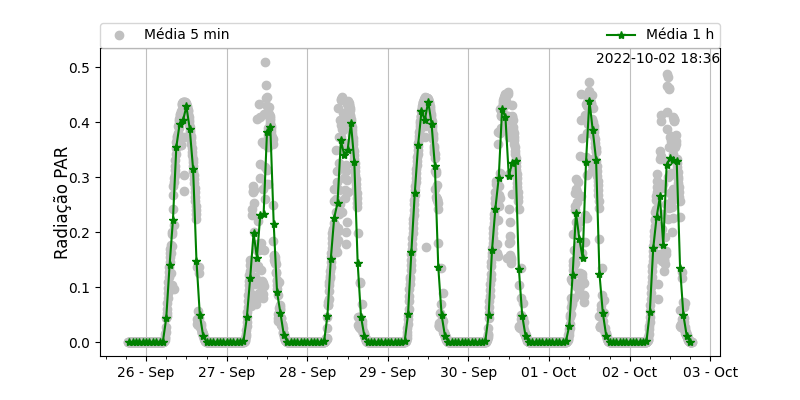 Média 5 min
Média 1 h
2022-10-02 18:36
Radiação PAR
0.5
0.4
0.3
0.2
0.1
0.0
26 - Sep 27 - Sep 28 - Sep 29 - Sep 30 - Sep 01 - Oct 02 - Oct 03 - Oct